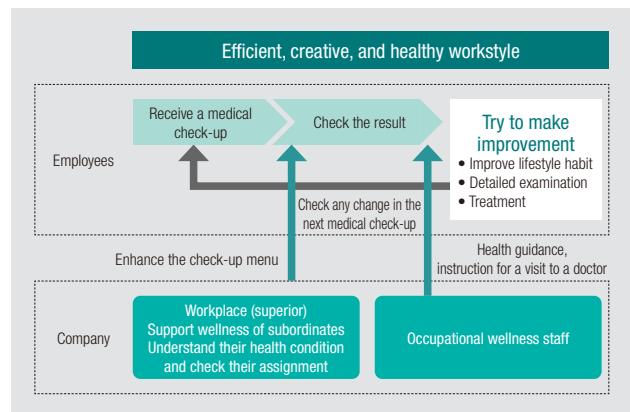 Efficient, creative, and healthy workstyle
Employees
Receive a medical
check-up
Check the result
Try to make
improvement
• Improve lifestyle habit
• Detailed examination
• Treatment
Check any change in the
next medical check-up
Enhance the check-up menu
Health guidance,
instruction for a visit to a doctor
Company
Workplace (superior)
Support wellness of subordinates
Understand their health condition
and check their assignment
Occupational wellness staff